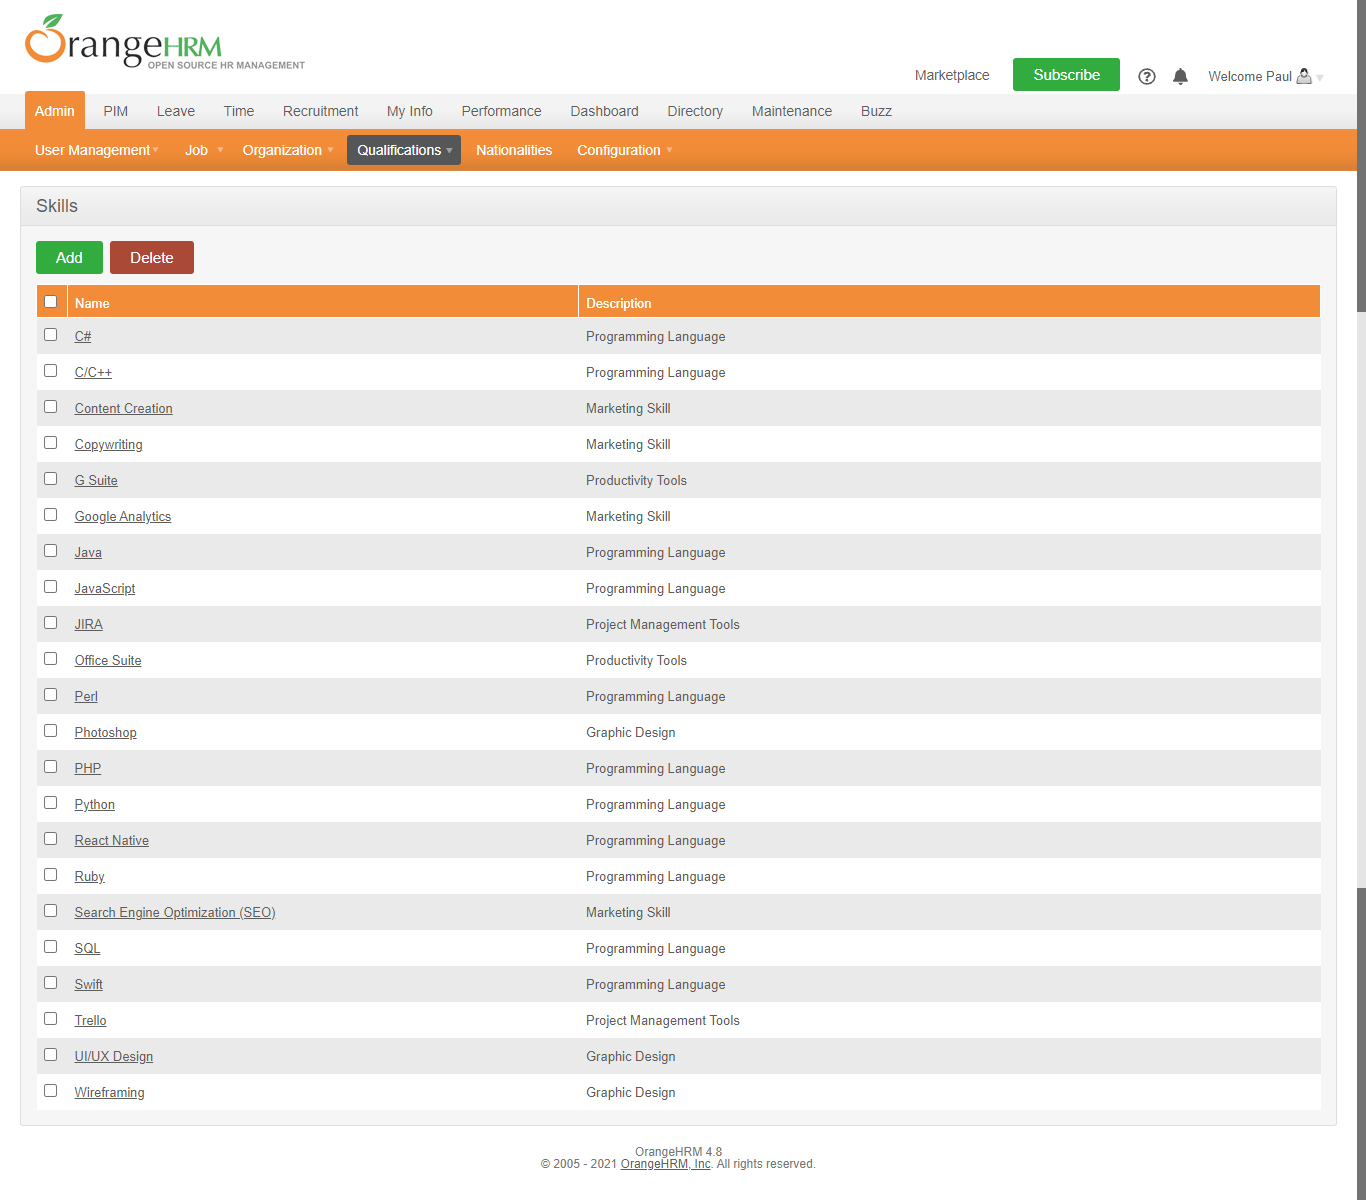 OrangeHRM
OPEN SOURCE HR MANAGEMENT
Marketplace Subscribe Welcome Paul
Admin PIM Leave Time Recruitment My Info Performance Dashboard Directory Maintenance Buzz
User Management Job Organization Qualifications Nationalities Configuration
Skills
Add Delete
Name Description
C# Programming Language
C/C++ Programming Language
Content Creation Marketing Skill
Copywriting Marketing Skill
G Suite Productivity Tools
Google Analytics Marketing Skill
Java Programming Language
JavaScript Programming Language
JIRA Project Management Tools
Office Suite Productivity Tools
Perl Programming Language
Photoshop Graphic Design
PHP Programming Language
Python Programming Language
React Native Programming Language
Ruby Programming Language
Search Engine Optimization (SEO) Marketing Skill
SQL Programming Language
Swift Programming Language
Trello Project Management Tools
UI/UX Design Graphic Design
Wireframing Graphic Design
OrangeHRM 4.8
© 2005 - 2021 OrangeHRM, Inc. All rights reserved.